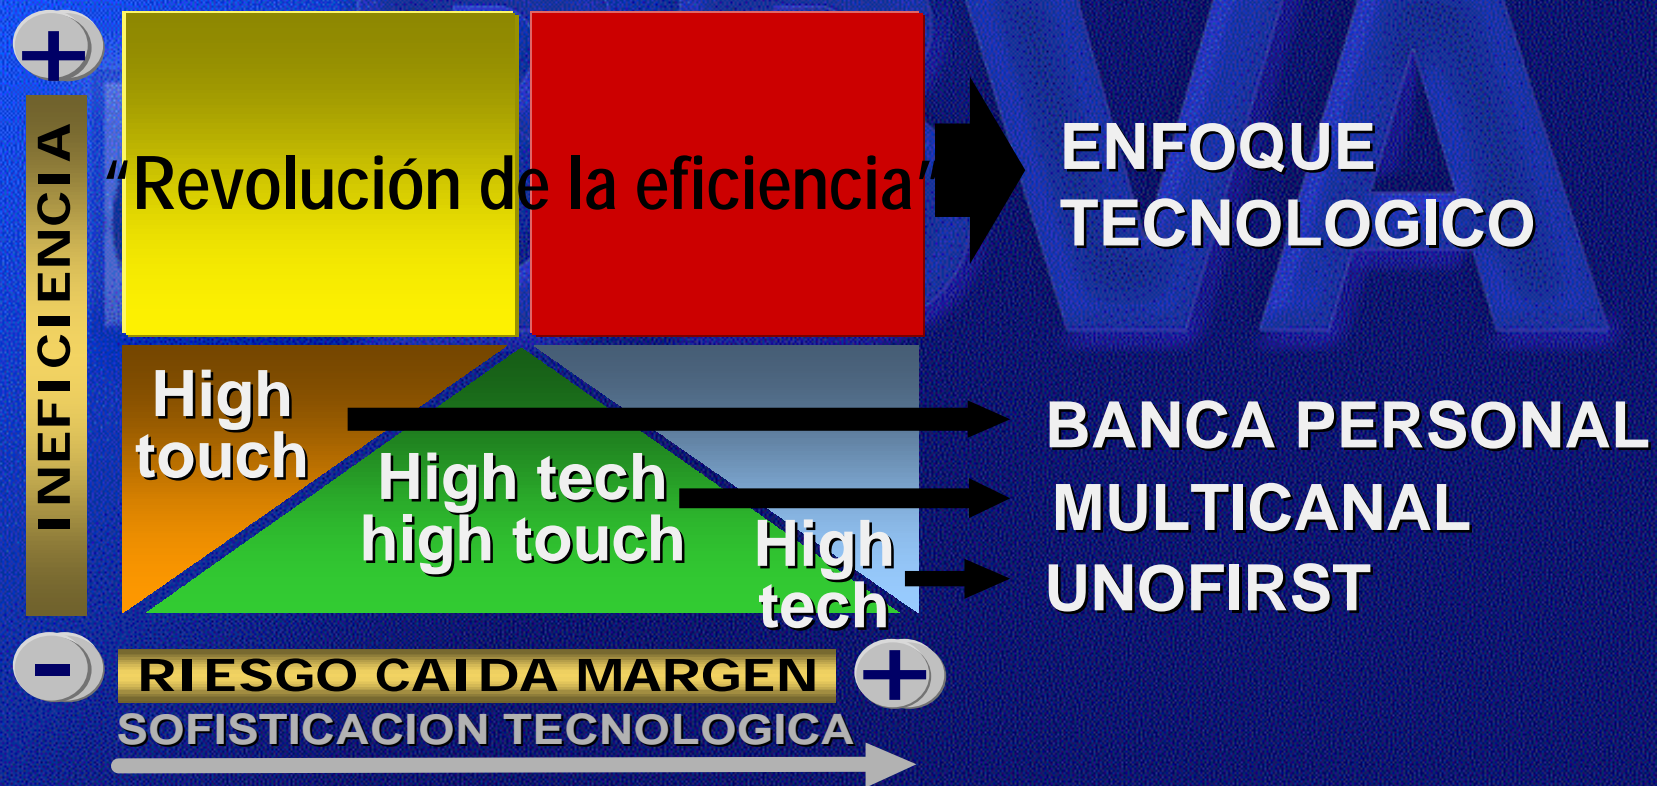 +
INEFICIENCIA
“Revolución de la eficiencia”
ENFOQUE
TECNOLOGICO
High
touch
High tech
high touch
High
tech
BANCA PERSONAL
MULTICANAL
UNOFIRST
-
RIESGO CAIDA MARGEN
+
SOFISTICACION TECNOLOGICA